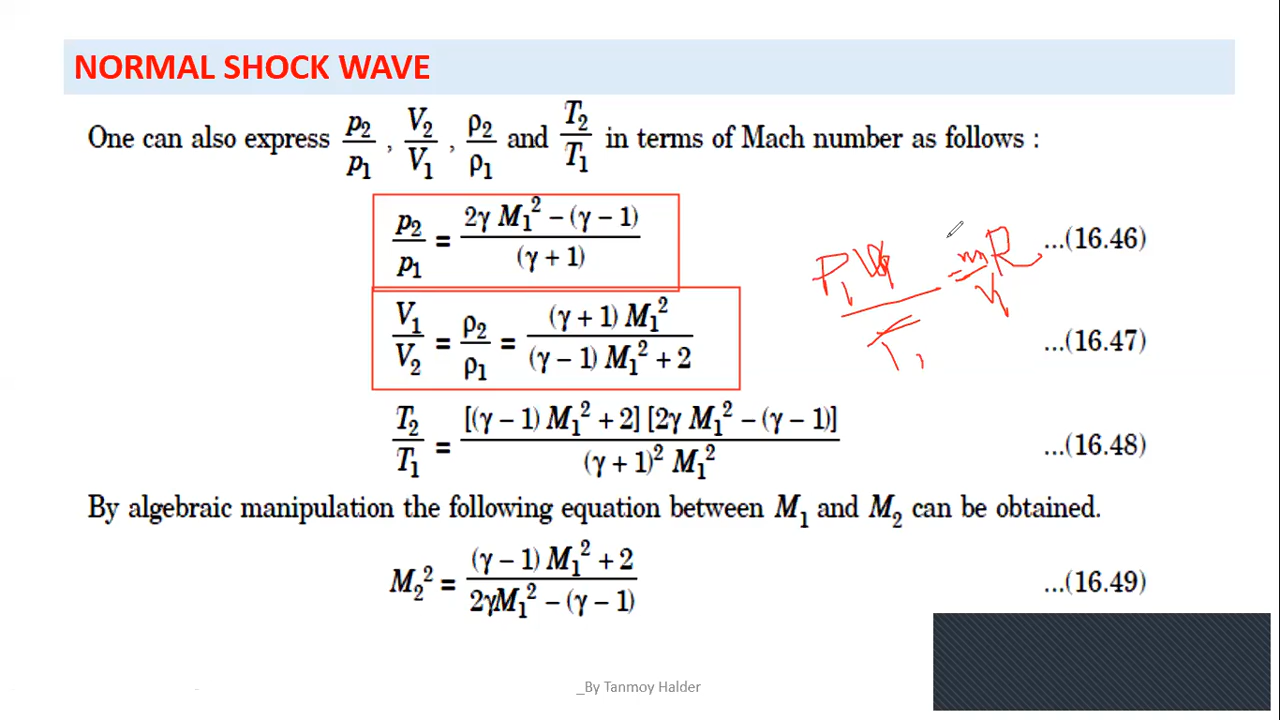 NORMAL SHOCK WAVE
One can also express p₂/p₁ , V₂/V₁ , ρ₂/ρ₁ and T₂/T₁ in terms of Mach number as follows :
p₂/p₁ = (2γ M₁² – (γ – 1))/(γ + 1) ...(16.46)
V₁/V₂ = ρ₂/ρ₁ = ((γ + 1) M₁²)/((γ – 1) M₁² + 2) ...(16.47)
T₂/T₁ = ([(γ – 1) M₁² + 2] [2γ M₁² – (γ – 1)])/((γ + 1)² M₁²) ...(16.48)
By algebraic manipulation the following equation between M₁ and M₂ can be obtained.
M₂² = ((γ – 1) M₁² + 2)/(2γM₁² – (γ – 1)) ...(16.49)
_By Tanmoy Halder